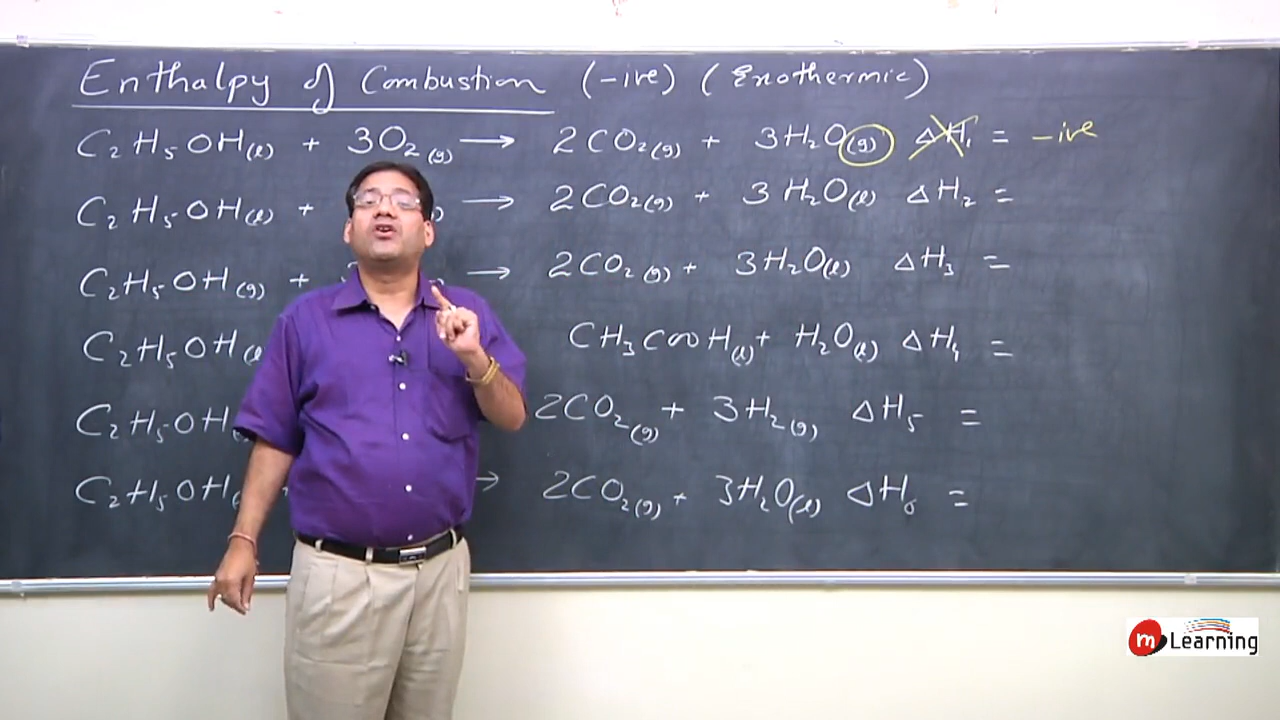 Enthalpy of Combustion (-ive) (Exothermic)
C2H5OH(l) + 3O2(g) → 2CO2(g) + 3H2O(g) ΔH1 = -ive
C2H5OH(l) + → 2CO2(g) + 3H2O(l) ΔH2 =
C2H5OH(g) + → 2CO2(g) + 3H2O(l) ΔH3 =
C2H5OH(l CH3COOH(l) + H2O(l) ΔH4 =
C2H5OH 2CO2(g) + 3H2(g) ΔH5 =
C2H5OH → 2CO2(g) + 3H2O(l) ΔH6 =
m Learning